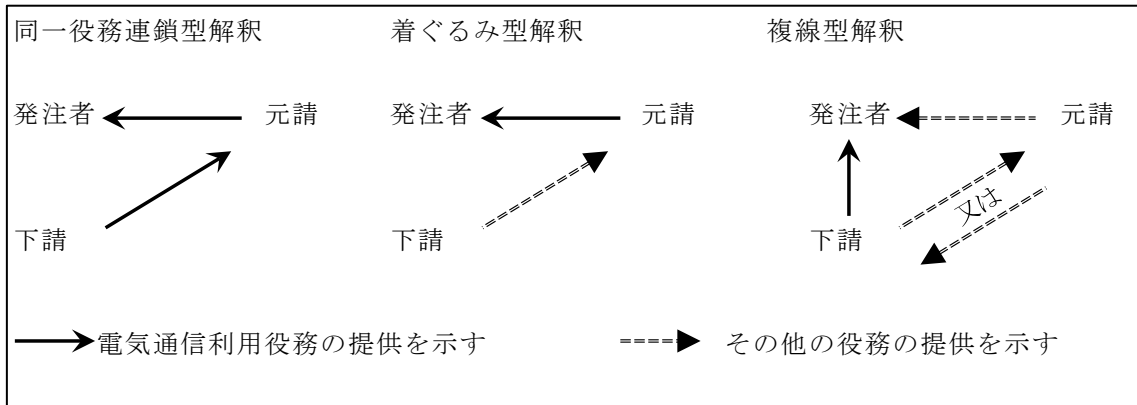 同一役務連鎖型解釈 着ぐるみ型解釈 複線型解釈
発注者 元請 発注者 元請 発注者 元請
又は
下請 下請 下請
電気通信利用役務の提供を示す その他の役務の提供を示す